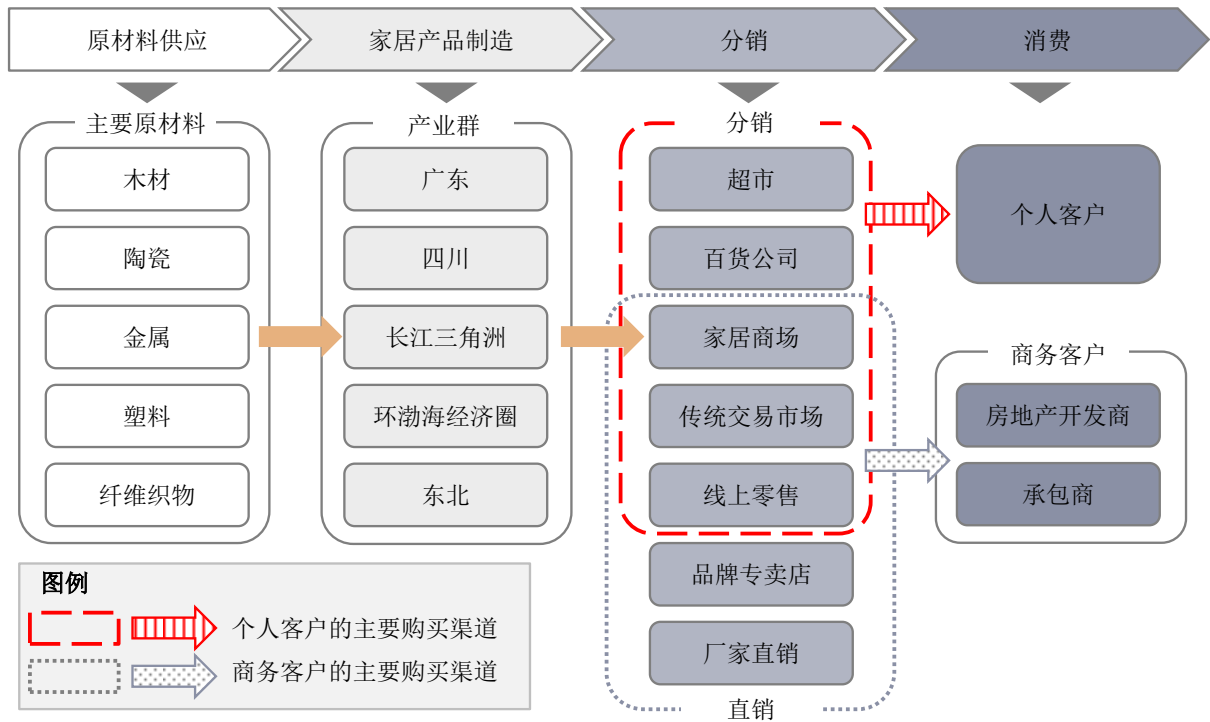 原材料供应
家居产品制造
分销
消费
主要原材料
木材
陶瓷
金属
塑料
纤维织物
产业群
广东
四川
长江三角洲
环渤海经济圈
东北
分销
超市
百货公司
家居商场
传统交易市场
线上零售
品牌专卖店
厂家直销
直销
个人客户
商务客户
房地产开发商
承包商
图例
个人客户的主要购买渠道
商务客户的主要购买渠道